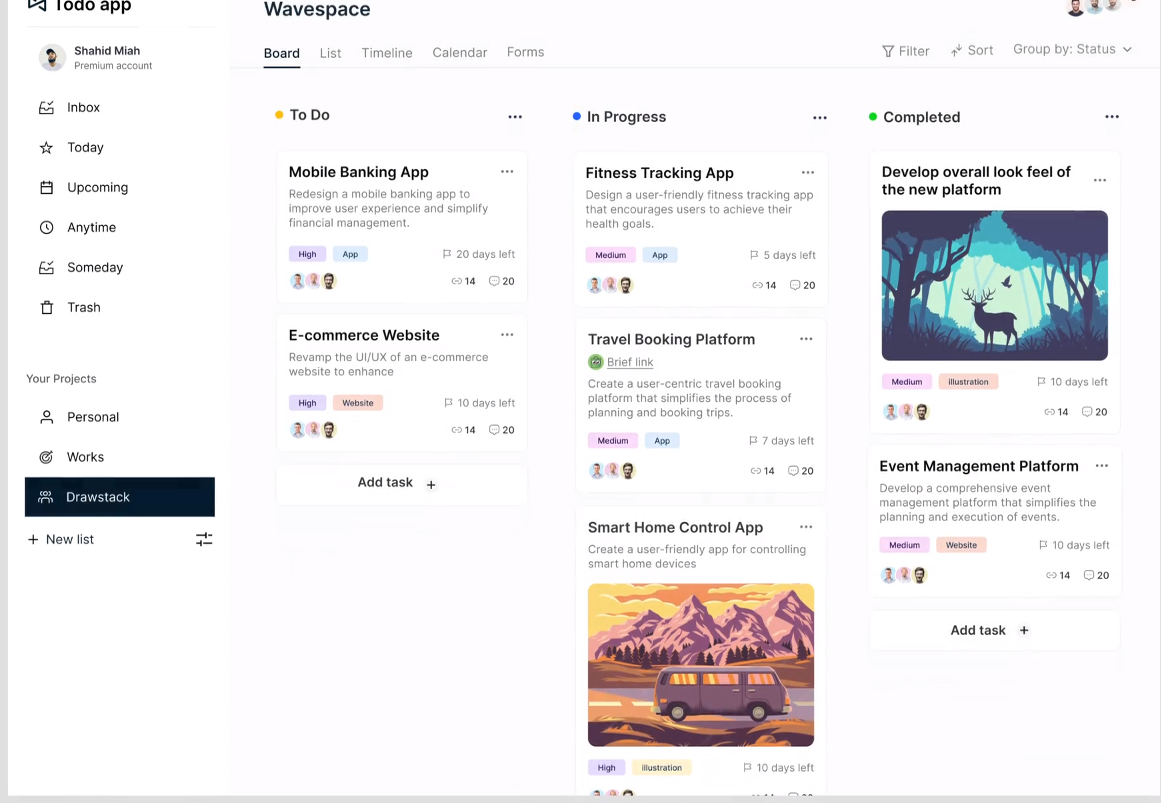 Todo app
Shahid Miah
Premium account
Inbox
Today
Upcoming
Anytime
Someday
Trash
Your Projects
Personal
Works
Drawstack
+ New list
Wavespace
Board List Timeline Calendar Forms
Filter Sort Group by: Status
To Do
Mobile Banking App
Redesign a mobile banking app to
improve user experience and simplify
financial management.
High App 20 days left
14 20
E-commerce Website
Revamp the UI/UX of an e-commerce
website to enhance
High Website 10 days left
14 20
Add task +
In Progress
Fitness Tracking App
Design a user-friendly fitness tracking app
that encourages users to achieve their
health goals.
Medium App 5 days left
14 20
Travel Booking Platform
Brief link
Create a user-centric travel booking
platform that simplifies the process of
planning and booking trips.
Medium App 7 days left
14 20
Smart Home Control App
Create a user-friendly app for controlling
smart home devices
High illustration 10 days left
Completed
Develop overall look feel of
the new platform
Medium illustration 10 days left
14 20
Event Management Platform
Develop a comprehensive event
management platform that simplifies the
planning and execution of events.
Medium Website 10 days left
14 20
Add task +